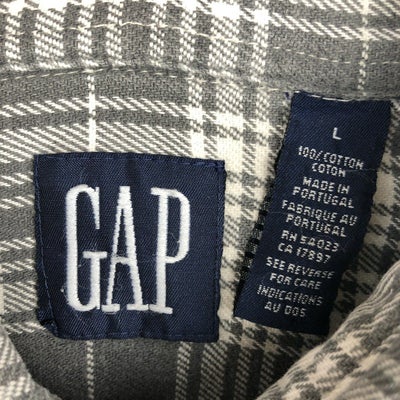 GAP
L
100% COTTON
COTON
MADE IN
PORTUGAL
FABRIQUE AU
PORTUGAL
RN 54023
CA 17897
SEE REVERSE
FOR CARE
INDICATIONS
AU DOS